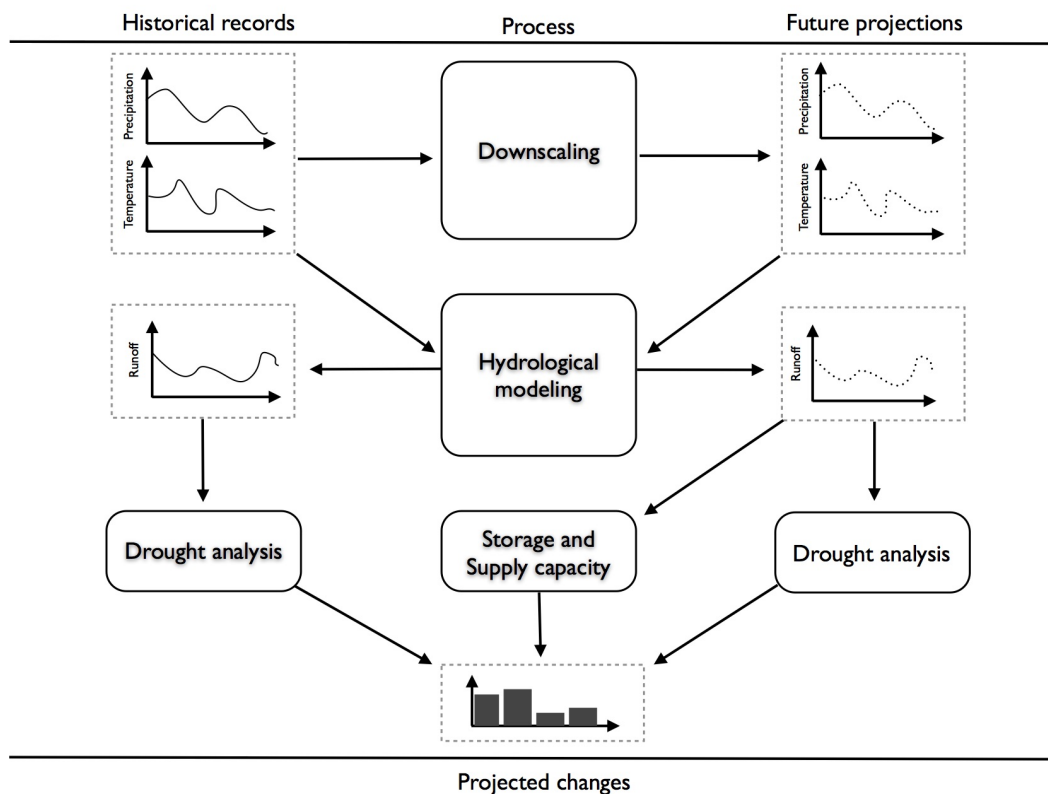 Historical records
Process
Future projections
Precipitation
Temperature
Downscaling
Precipitation
Temperature
Runoff
Hydrological
modeling
Runoff
Drought analysis
Storage and
Supply capacity
Drought analysis
Projected changes